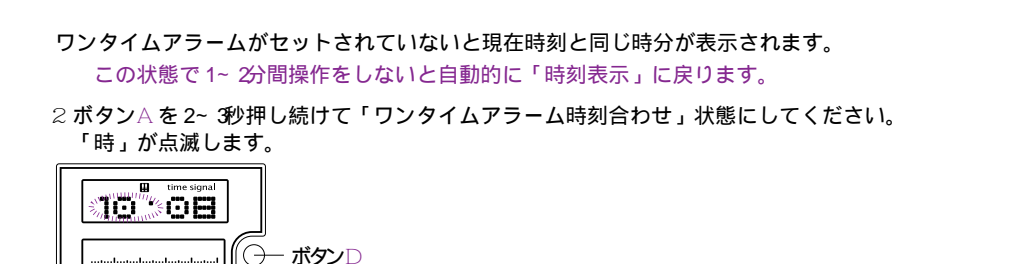 ワンタイムアラームがセットされていないと現在時刻と同じ時分が表示されます。
この状態で1~ 2分間操作をしないと自動的に「時刻表示」に戻ります。
2 ボタンAを2~ 3秒押し続けて「ワンタイムアラーム時刻合わせ」状態にしてください。
「時」が点滅します。
time signal
10 08
ボタンD